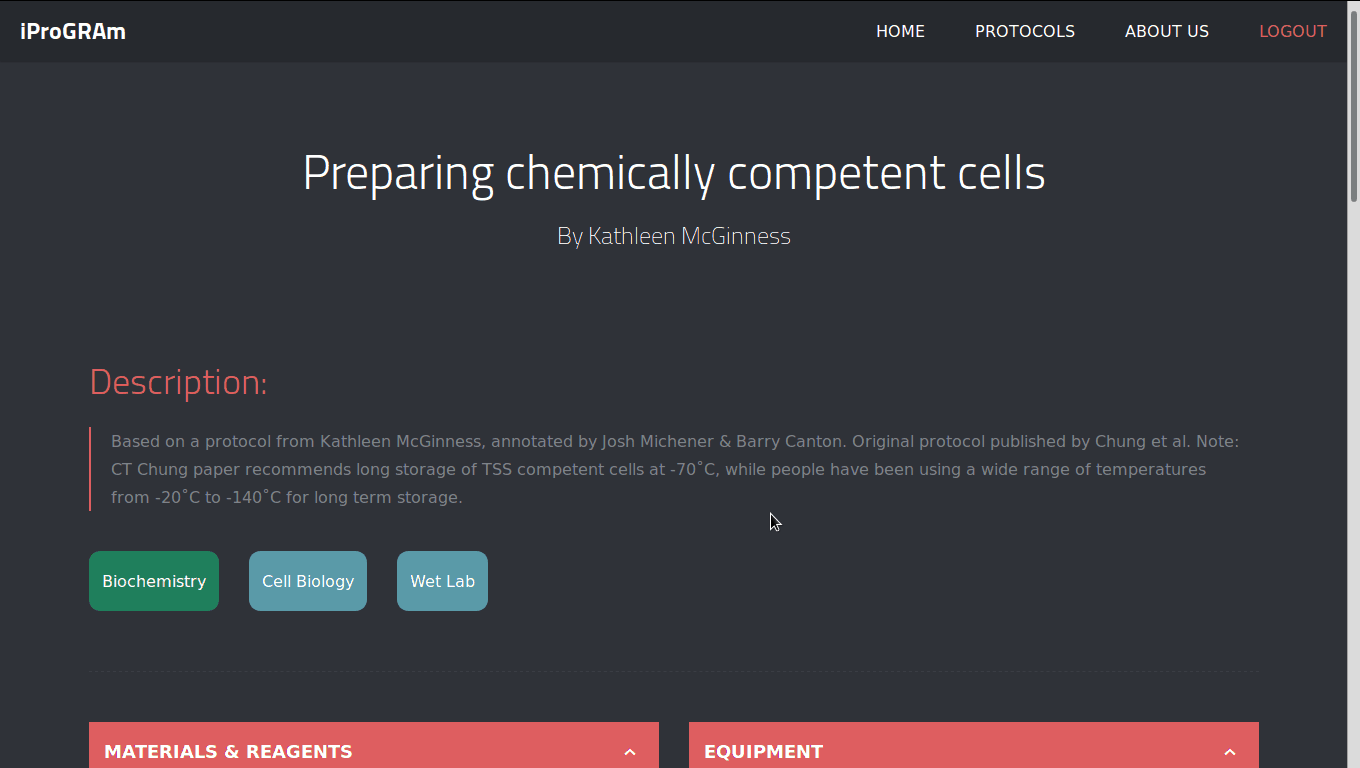 iProGRAm
HOME PROTOCOLS ABOUT US LOGOUT
Preparing chemically competent cells
By Kathleen McGinness
Description:
Based on a protocol from Kathleen McGinness, annotated by Josh Michener & Barry Canton. Original protocol published by Chung et al. Note:
CT Chung paper recommends long storage of TSS competent cells at -70˚C, while people have been using a wide range of temperatures
from -20˚C to -140˚C for long term storage.
Biochemistry Cell Biology Wet Lab
MATERIALS & REAGENTS EQUIPMENT